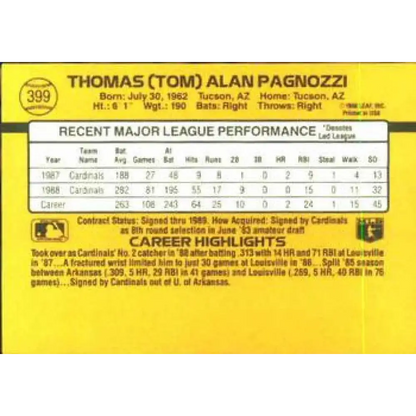 399
THOMAS (TOM) ALAN PAGNOZZI
Born: July 30, 1962 Tucson, AZ Home: Tucson, AZ
Ht.: 6'1" Wgt.: 190 Bats: Right Throws: Right
© 1988 LEAF, INC.
Printed in USA
RECENT MAJOR LEAGUE PERFORMANCE *Denotes Led League
Year Team Name Bat Avg Games At Bat Hits Runs 2B 3B HR RBI Steal Walk SO
1987 Cardinals 188 27 48 9 8 1 0 2 9 1 4 13
1988 Cardinals 282 81 195 55 17 9 0 0 15 0 11 32
Career 263 108 243 64 25 10 0 2 24 1 15 45
Contract Status: Signed thru 1989. How Acquired: Signed by Cardinals
as 8th round selection in June '83 amateur draft
CAREER HIGHLIGHTS
Took over as Cardinals' No. 2 catcher in '88 after batting .313 with 14 HR and 71 RBI at Louisville
in '87...A fractured wrist limited him to just 30 games at Louisville in '86...Split '85 season
between Arkansas (.309, 5 HR, 29 RBI in 41 games) and Louisville (.269, 5 HR, 40 RBI in 76
games)...Signed by Cardinals out of U. of Arkansas.